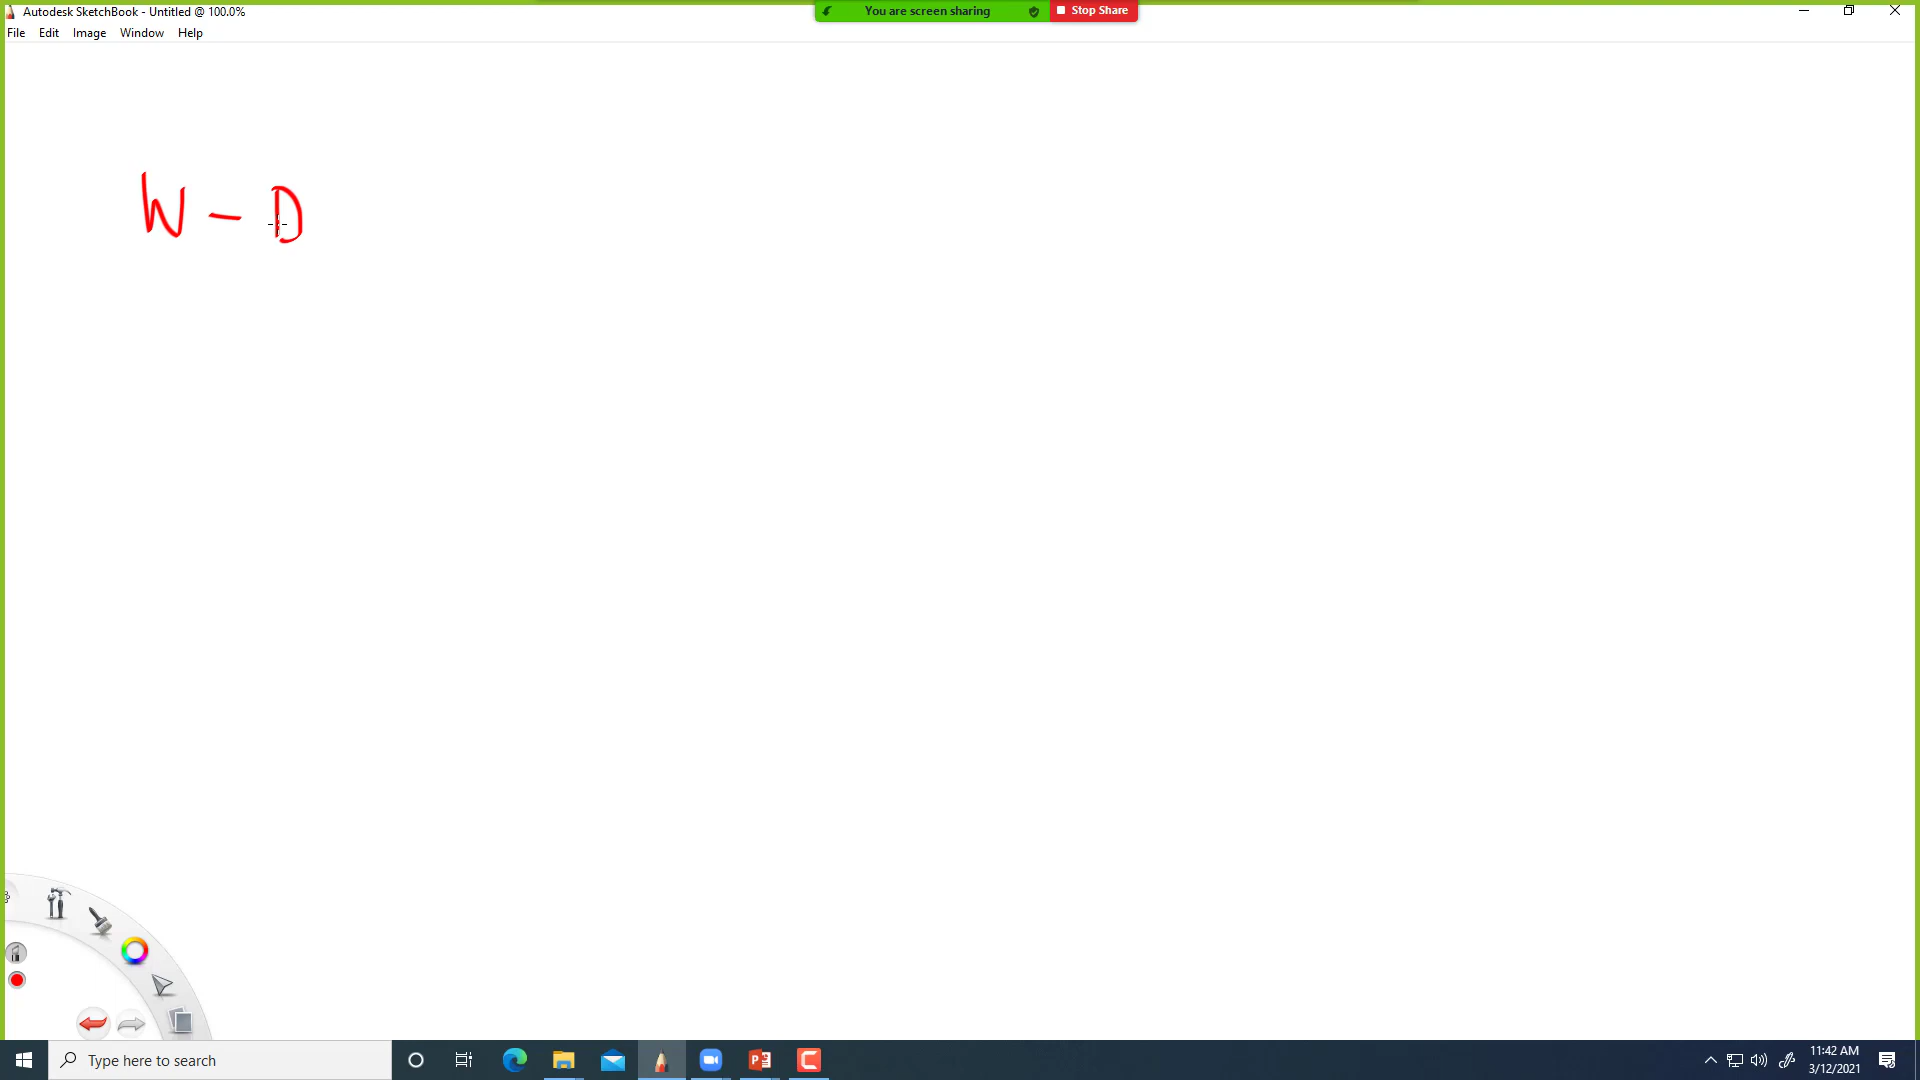 Autodesk SketchBook - Untitled @ 100.0%
You are screen sharing
Stop Share
File Edit Image Window Help
W - D
Type here to search
11:42 AM
3/12/2021